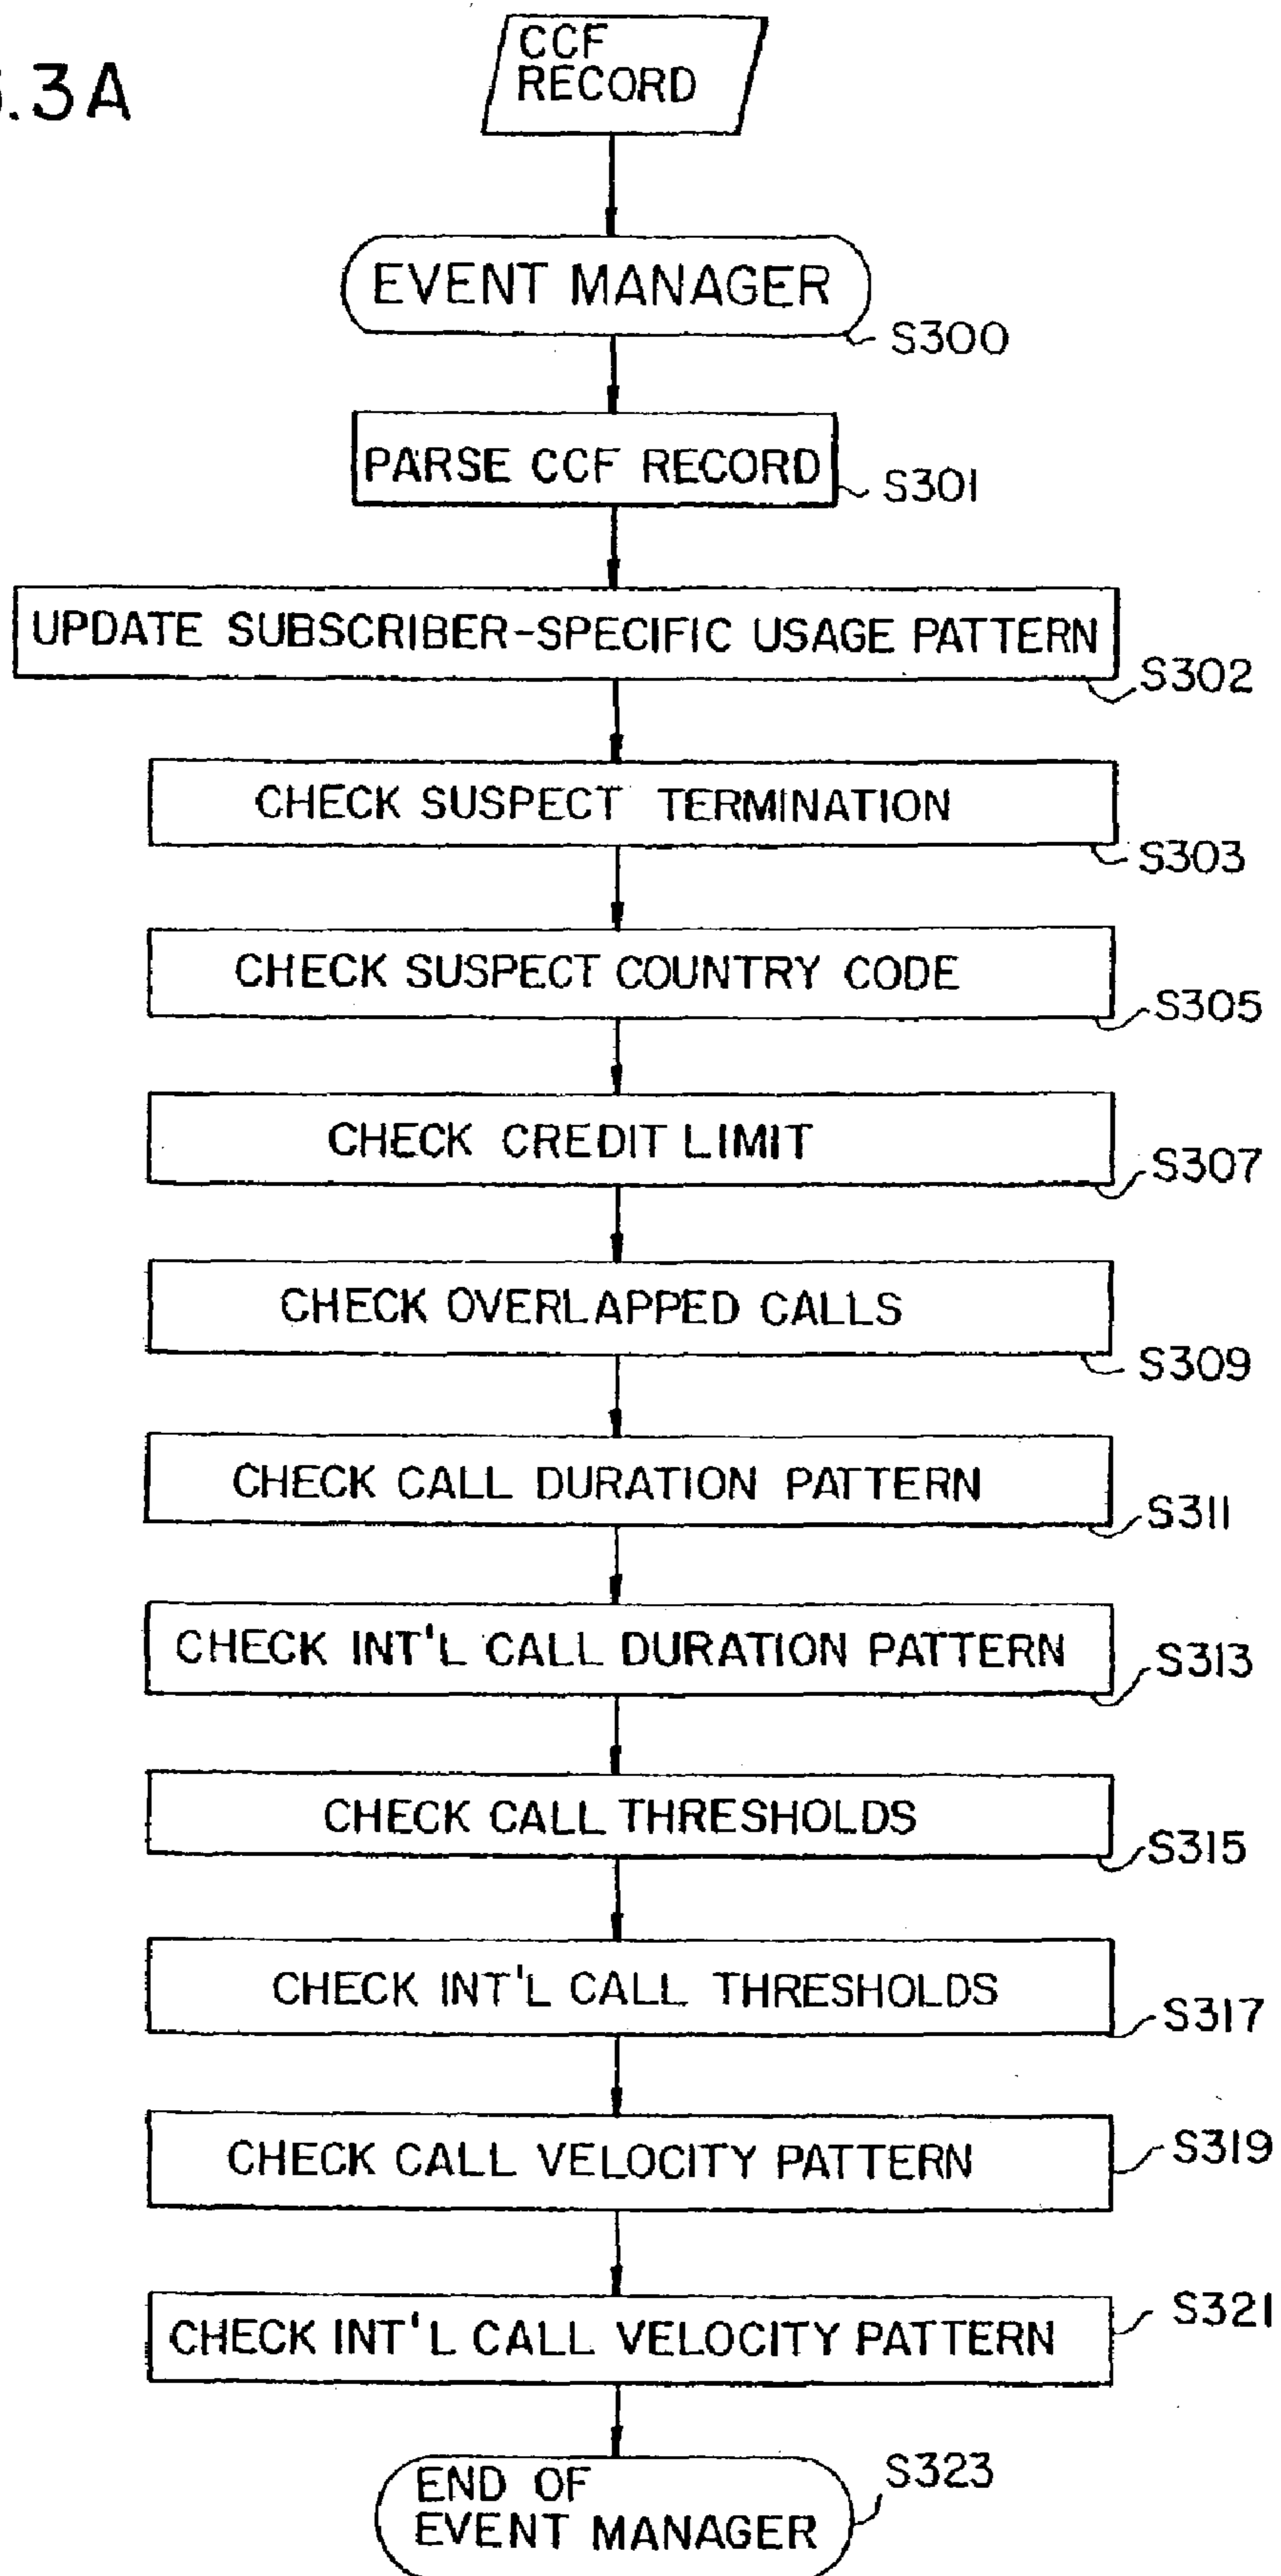 .3A
CCF
RECORD
EVENT MANAGER
S300
PARSE CCF RECORD
S301
UPDATE SUBSCRIBER-SPECIFIC USAGE PATTERN
S302
CHECK SUSPECT TERMINATION
S303
CHECK SUSPECT COUNTRY CODE
S305
CHECK CREDIT LIMIT
S307
CHECK OVERLAPPED CALLS
S309
CHECK CALL DURATION PATTERN
S311
CHECK INT'L CALL DURATION PATTERN
S313
CHECK CALL THRESHOLDS
S315
CHECK INT'L CALL THRESHOLDS
S317
CHECK CALL VELOCITY PATTERN
S319
CHECK INT'L CALL VELOCITY PATTERN
S321
END OF
EVENT MANAGER
S323